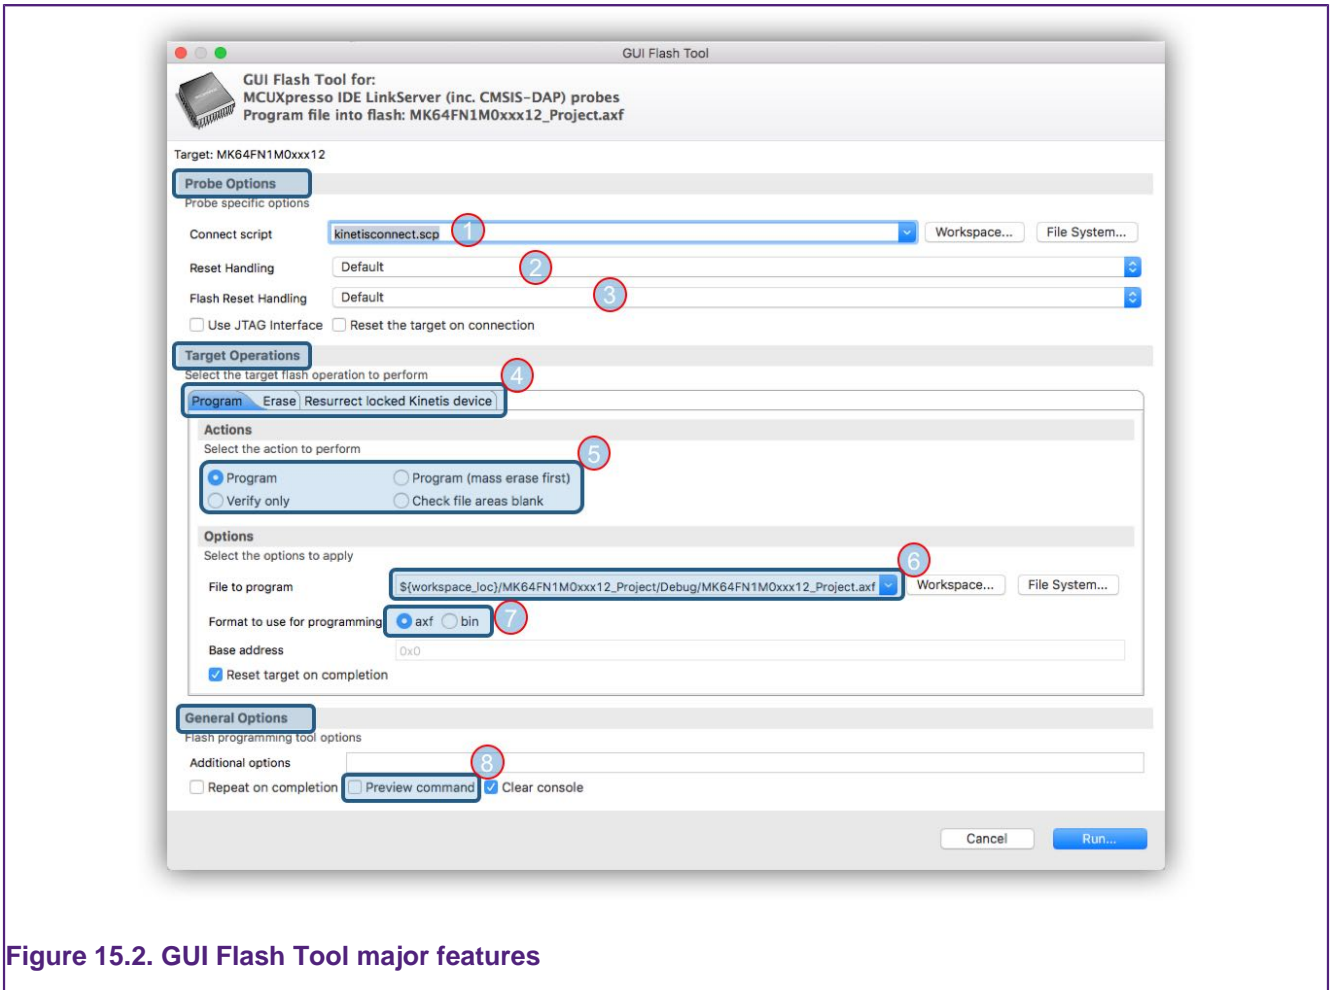 GUI Flash Tool
GUI Flash Tool for:
MCUXpresso IDE LinkServer (inc. CMSIS-DAP) probes
Program file into flash: MK64FN1M0xxx12_Project.axf
Target: MK64FN1M0xxx12
Probe Options
Probe specific options
Connect script kinetisconnect.scp 1 Workspace... File System...
Reset Handling Default 2
Flash Reset Handling Default 3
Use JTAG Interface Reset the target on connection
Target Operations
Select the target flash operation to perform 4
Program Erase Resurrect locked Kinetis device
Actions
Select the action to perform 5
Program Program (mass erase first)
Verify only Check file areas blank
Options
Select the options to apply 6
File to program ${workspace_loc}/MK64FN1M0xxx12_Project/Debug/MK64FN1M0xxx12_Project.axf Workspace... File System...
Format to use for programming axf bin 7
Base address 0x0
Reset target on completion
General Options
Flash programming tool options
Additional options 8
Repeat on completion Preview command Clear console
Cancel Run...
Figure 15.2. GUI Flash Tool major features